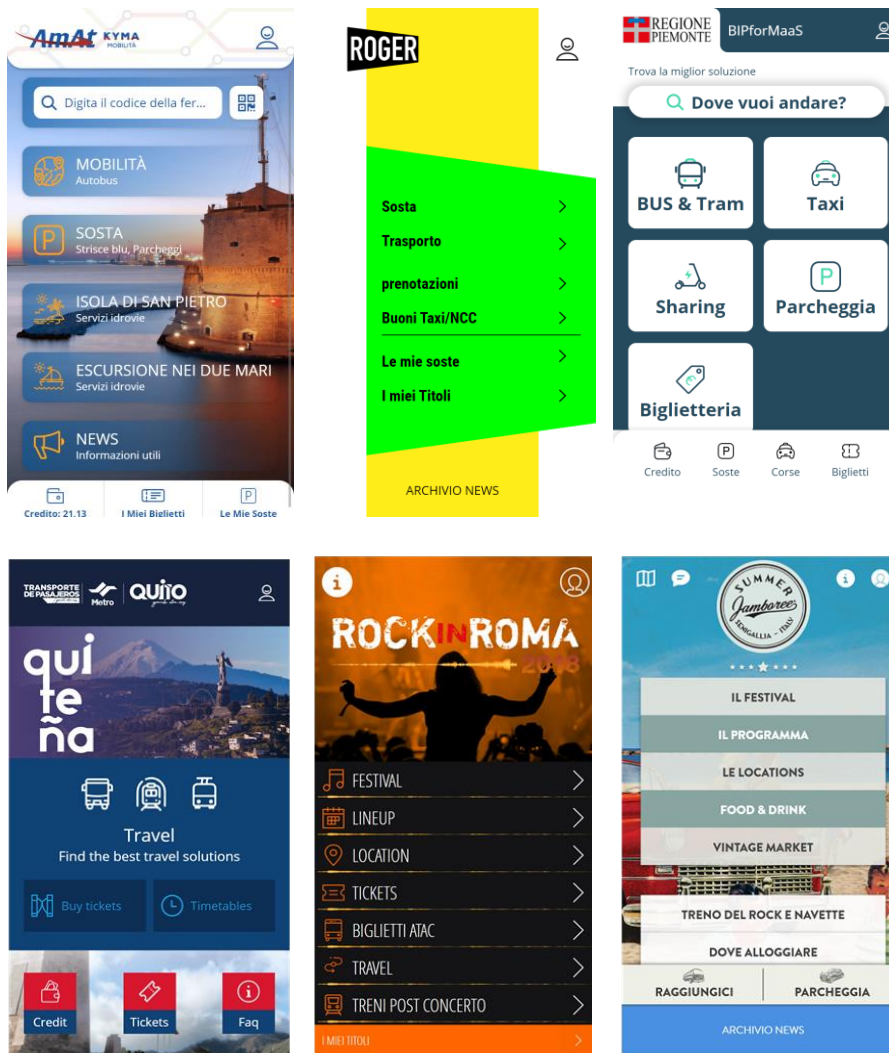 AmAt KYMA
MOBILITÀ
Digita il codice della fer...
MOBILITÀ
Autobus
SOSTA
Strisce blu, Parcheggi
ISOLA DI SAN PIETRO
Servizi idrovie
ESCURSIONE NEI DUE MARI
Servizi idrovie
NEWS
Informazioni utili
Credito: 21.13
I Miei Biglietti
Le Mie Soste
ROGER
Sosta
Trasporto
prenotazioni
Buoni Taxi/NCC
Le mie soste
I miei Titoli
ARCHIVIO NEWS
REGIONE
PIEMONTE
BIPforMaaS
Trova la miglior soluzione
Dove vuoi andare?
BUS & Tram
Taxi
Sharing
P
Parcheggia
Biglietteria
Credito
Soste
Corse
Biglietti
TRANSPORTE
DE PASAJEROS
Metro
QUITO
qui
te
ña
Travel
Find the best travel solutions
Buy tickets
Timetables
Credit
Tickets
Faq
ROCK IN ROMA
2018
FESTIVAL
LINEUP
LOCATION
TICKETS
BIGLIETTI ATAC
TRAVEL
TRENI POST CONCERTO
I MIEI TITOLI
SUMMER
Jamboree
SENIGALLIA - ITALY
IL FESTIVAL
IL PROGRAMMA
LE LOCATIONS
FOOD & DRINK
VINTAGE MARKET
TRENO DEL ROCK E NAVETTE
DOVE ALLOGGIARE
RAGGIUNGICI
PARCHEGGIA
ARCHIVIO NEWS